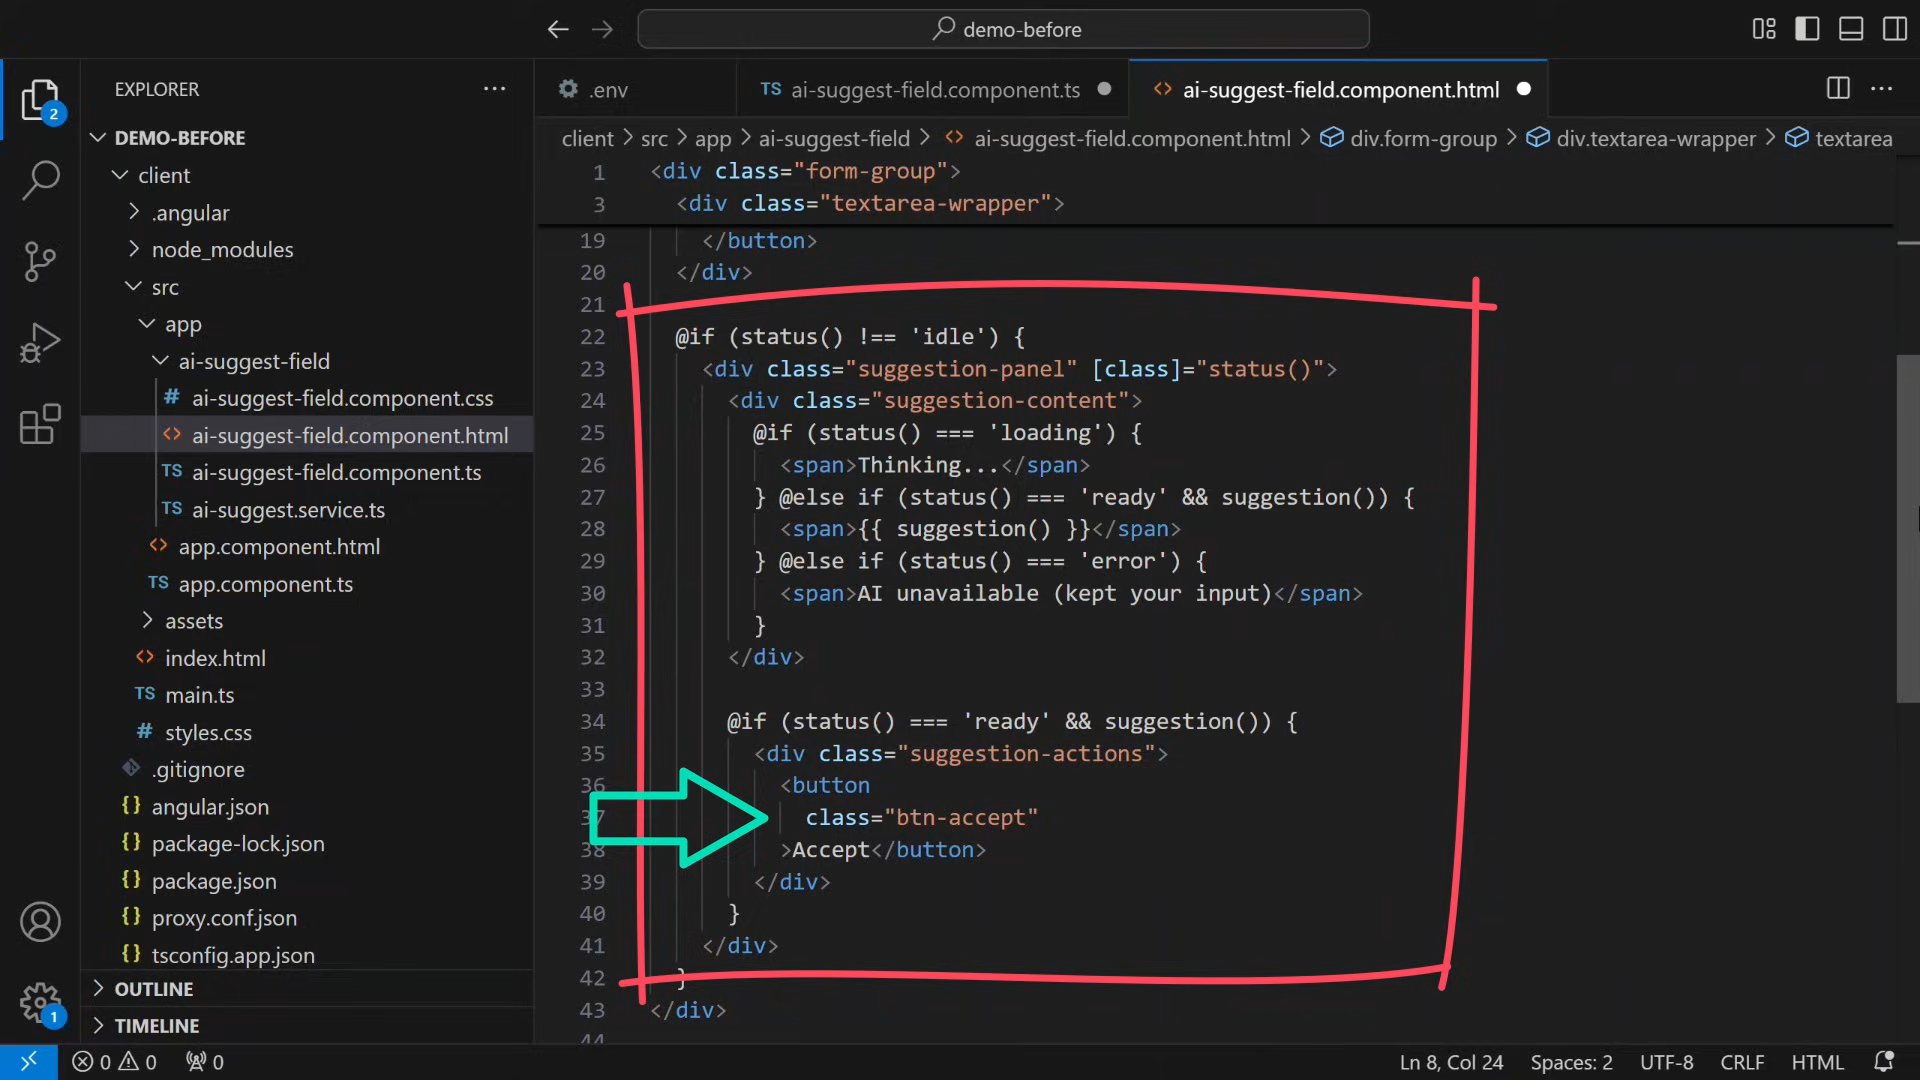 demo-before
EXPLORER
2
DEMO-BEFORE
client
.angular
node_modules
src
app
ai-suggest-field
# ai-suggest-field.component.css
<> ai-suggest-field.component.html
TS ai-suggest-field.component.ts
TS ai-suggest.service.ts
<> app.component.html
TS app.component.ts
assets
<> index.html
TS main.ts
# styles.css
.gitignore
{} angular.json
{} package-lock.json
{} package.json
{} proxy.conf.json
{} tsconfig.app.json
OUTLINE
TIMELINE
1
.env
TS ai-suggest-field.component.ts
<> ai-suggest-field.component.html
client > src > app > ai-suggest-field > <> ai-suggest-field.component.html > div.form-group > div.textarea-wrapper > textarea
1 <div class="form-group">
3 <div class="textarea-wrapper">
19 </button>
20 </div>
21
22 @if (status() !== 'idle') {
23 <div class="suggestion-panel" [class]="status()">
24 <div class="suggestion-content">
25 @if (status() === 'loading') {
26 <span>Thinking...</span>
27 } @else if (status() === 'ready' && suggestion()) {
28 <span>{{ suggestion() }}</span>
29 } @else if (status() === 'error') {
30 <span>AI unavailable (kept your input)</span>
31 }
32 </div>
33
34 @if (status() === 'ready' && suggestion()) {
35 <div class="suggestion-actions">
36 <button
37 class="btn-accept"
38 >Accept</button>
39 </div>
40 }
41 </div>
42 }
43 </div>
44
0 0 0
Ln 8, Col 24 Spaces: 2 UTF-8 CRLF HTML